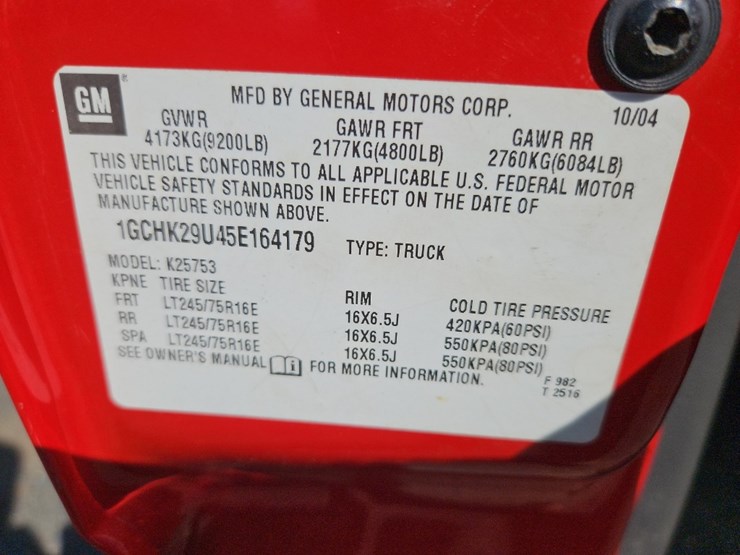 GM
MFD BY GENERAL MOTORS CORP. 10/04
GVWR GAWR FRT GAWR RR
4173KG(9200LB) 2177KG(4800LB) 2760KG(6084LB)
THIS VEHICLE CONFORMS TO ALL APPLICABLE U.S. FEDERAL MOTOR
VEHICLE SAFETY STANDARDS IN EFFECT ON THE DATE OF
MANUFACTURE SHOWN ABOVE.
1GCHK29U45E164179 TYPE: TRUCK
MODEL: K25753
KPNE TIRE SIZE RIM COLD TIRE PRESSURE
FRT LT245/75R16E 16X6.5J 420KPA(60PSI)
RR LT245/75R16E 16X6.5J 550KPA(80PSI)
SPA LT245/75R16E 16X6.5J 550KPA(80PSI)
SEE OWNER'S MANUAL i FOR MORE INFORMATION.
F 982
T 2516